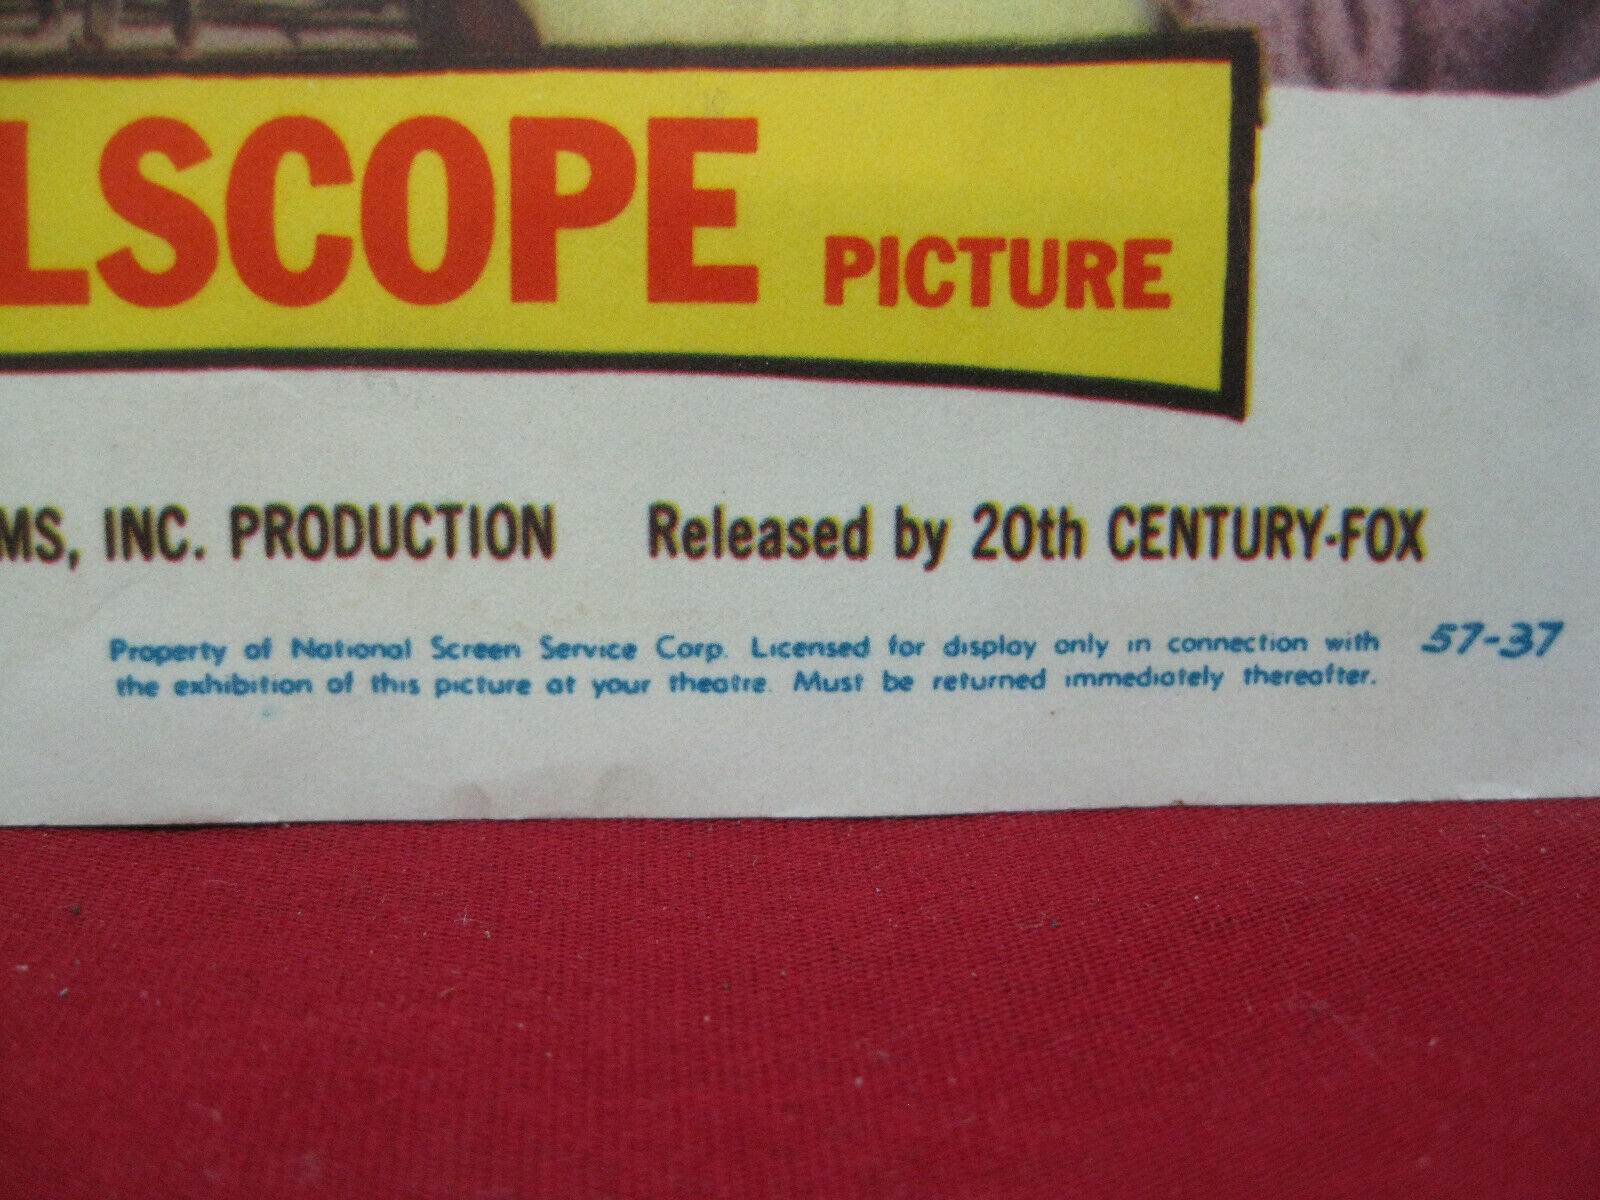 LSCOPE PICTURE
MS, INC. PRODUCTION Released by 20th CENTURY-FOX
Property of National Screen Service Corp. Licensed for display only in connection with 57-37
the exhibition of this picture at your theatre. Must be returned immediately thereafter.